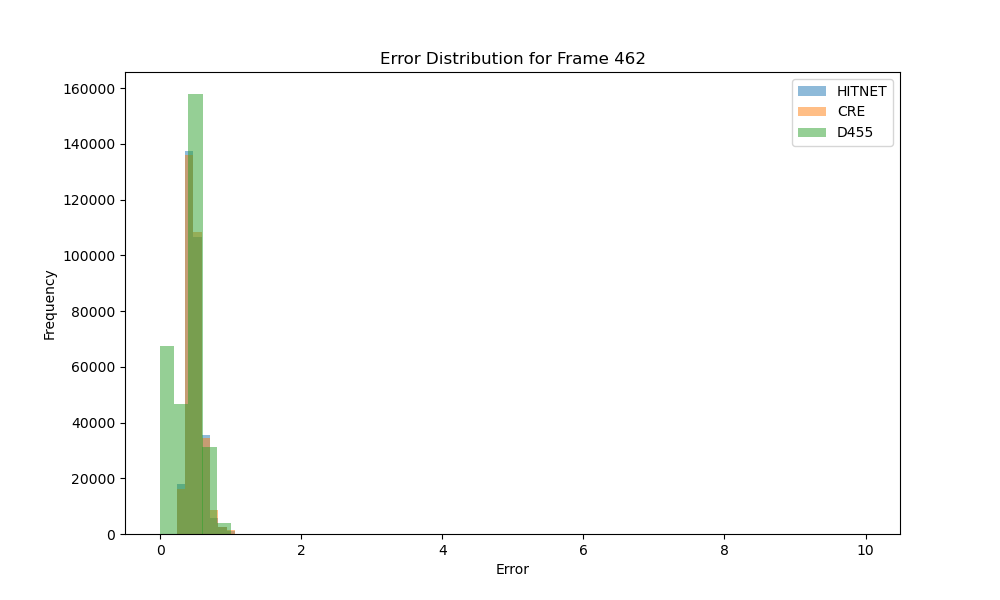 Error Distribution for Frame 462
HITNET
CRE
D455
160000
140000
120000
100000
80000
60000
40000
20000
0
Frequency
0 2 4 6 8 10
Error